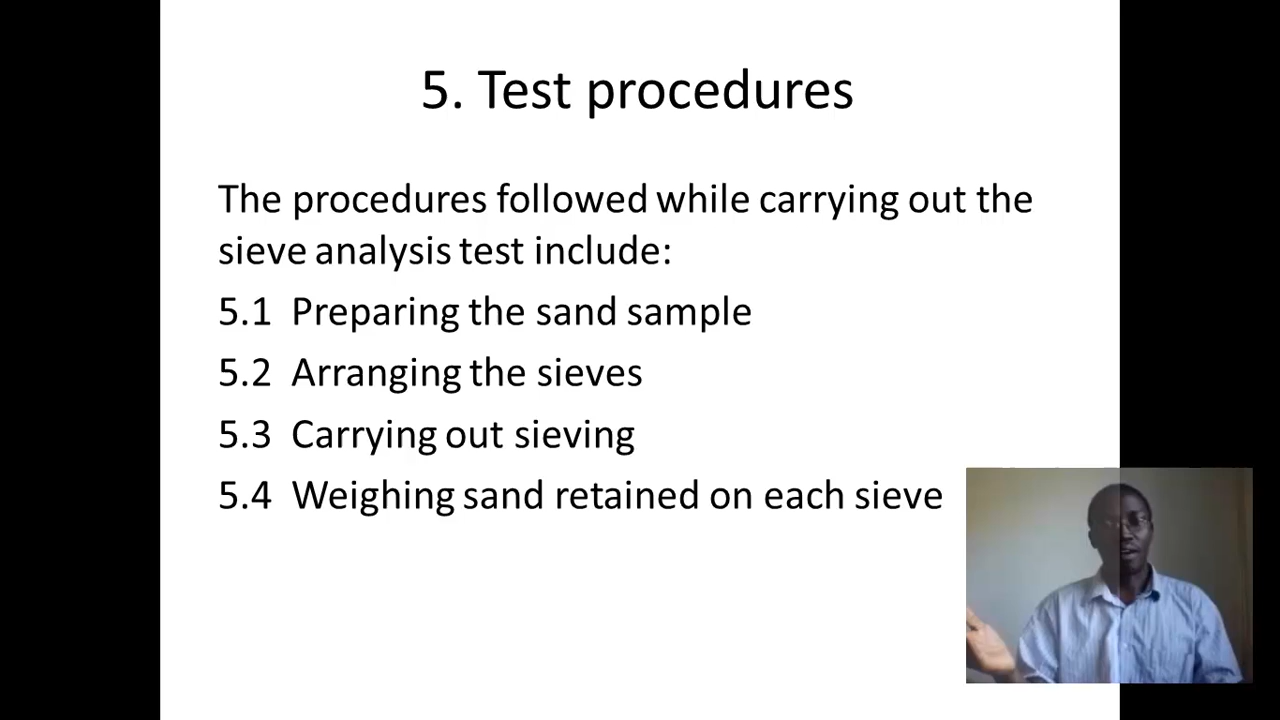 5. Test procedures
The procedures followed while carrying out the
sieve analysis test include:
5.1 Preparing the sand sample
5.2 Arranging the sieves
5.3 Carrying out sieving
5.4 Weighing sand retained on each sieve